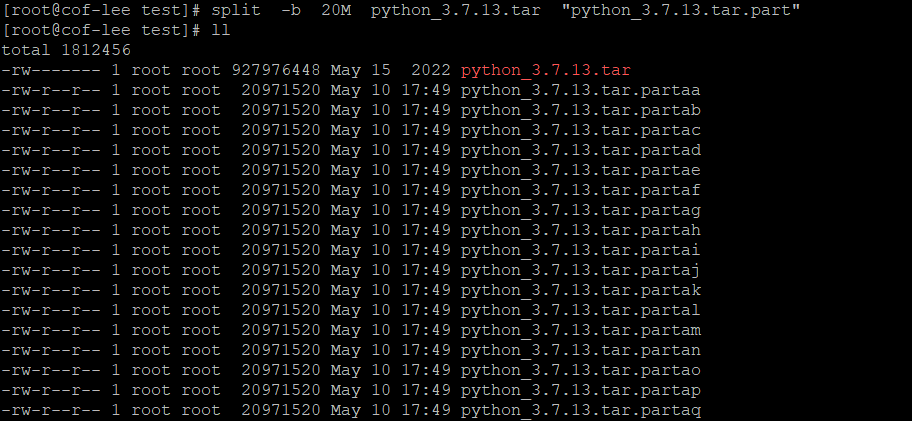 [root@cof-lee test]# split  -b  20M  python_3.7.13.tar  "python_3.7.13.tar.part"
[root@cof-lee test]# ll
total 1812456
-rw------- 1 root root 927976448 May 15  2022 python_3.7.13.tar
-rw-r--r-- 1 root root  20971520 May 10 17:49 python_3.7.13.tar.partaa
-rw-r--r-- 1 root root  20971520 May 10 17:49 python_3.7.13.tar.partab
-rw-r--r-- 1 root root  20971520 May 10 17:49 python_3.7.13.tar.partac
-rw-r--r-- 1 root root  20971520 May 10 17:49 python_3.7.13.tar.partad
-rw-r--r-- 1 root root  20971520 May 10 17:49 python_3.7.13.tar.partae
-rw-r--r-- 1 root root  20971520 May 10 17:49 python_3.7.13.tar.partaf
-rw-r--r-- 1 root root  20971520 May 10 17:49 python_3.7.13.tar.partag
-rw-r--r-- 1 root root  20971520 May 10 17:49 python_3.7.13.tar.partah
-rw-r--r-- 1 root root  20971520 May 10 17:49 python_3.7.13.tar.partai
-rw-r--r-- 1 root root  20971520 May 10 17:49 python_3.7.13.tar.partaj
-rw-r--r-- 1 root root  20971520 May 10 17:49 python_3.7.13.tar.partak
-rw-r--r-- 1 root root  20971520 May 10 17:49 python_3.7.13.tar.partal
-rw-r--r-- 1 root root  20971520 May 10 17:49 python_3.7.13.tar.partam
-rw-r--r-- 1 root root  20971520 May 10 17:49 python_3.7.13.tar.partan
-rw-r--r-- 1 root root  20971520 May 10 17:49 python_3.7.13.tar.partao
-rw-r--r-- 1 root root  20971520 May 10 17:49 python_3.7.13.tar.partap
-rw-r--r-- 1 root root  20971520 May 10 17:49 python_3.7.13.tar.partaq